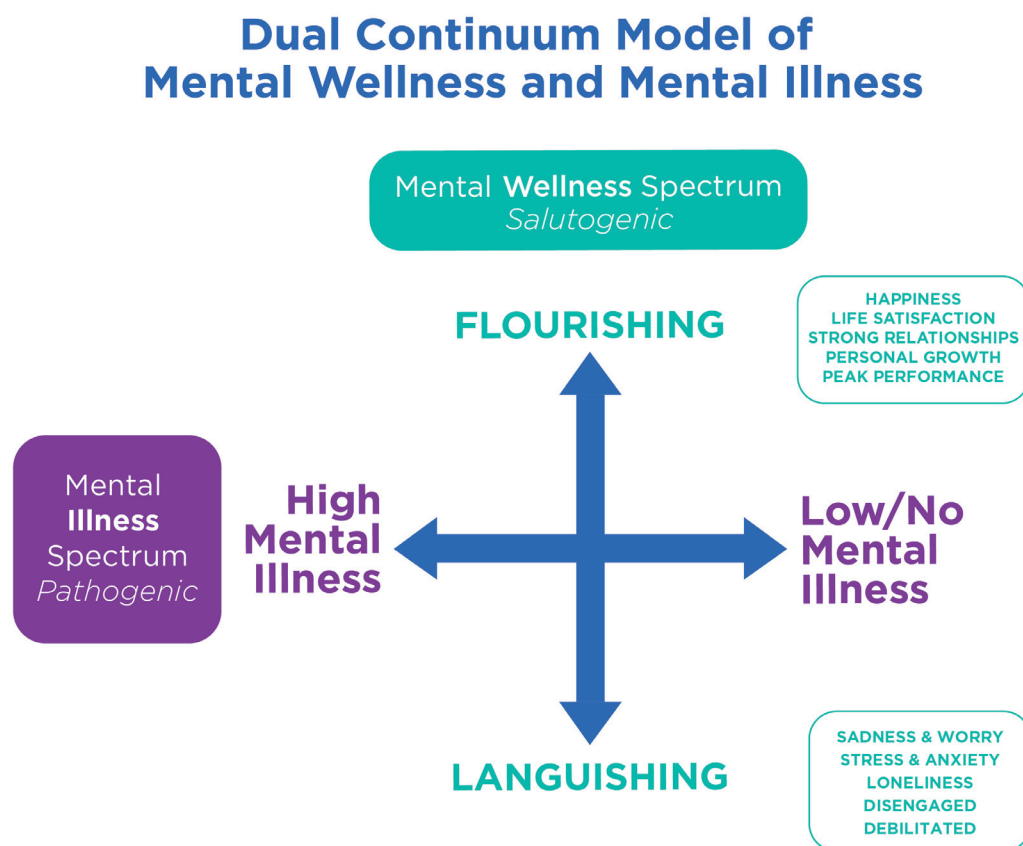 Dual Continuum Model of
Mental Wellness and Mental Illness
Mental Wellness Spectrum
Salutogenic
FLOURISHING
HAPPINESS
LIFE SATISFACTION
STRONG RELATIONSHIPS
PERSONAL GROWTH
PEAK PERFORMANCE
Mental
Illness
Spectrum
Pathogenic
High
Mental
Illness
Low/No
Mental
Illness
LANGUISHING
SADNESS & WORRY
STRESS & ANXIETY
LONELINESS
DISENGAGED
DEBILITATED